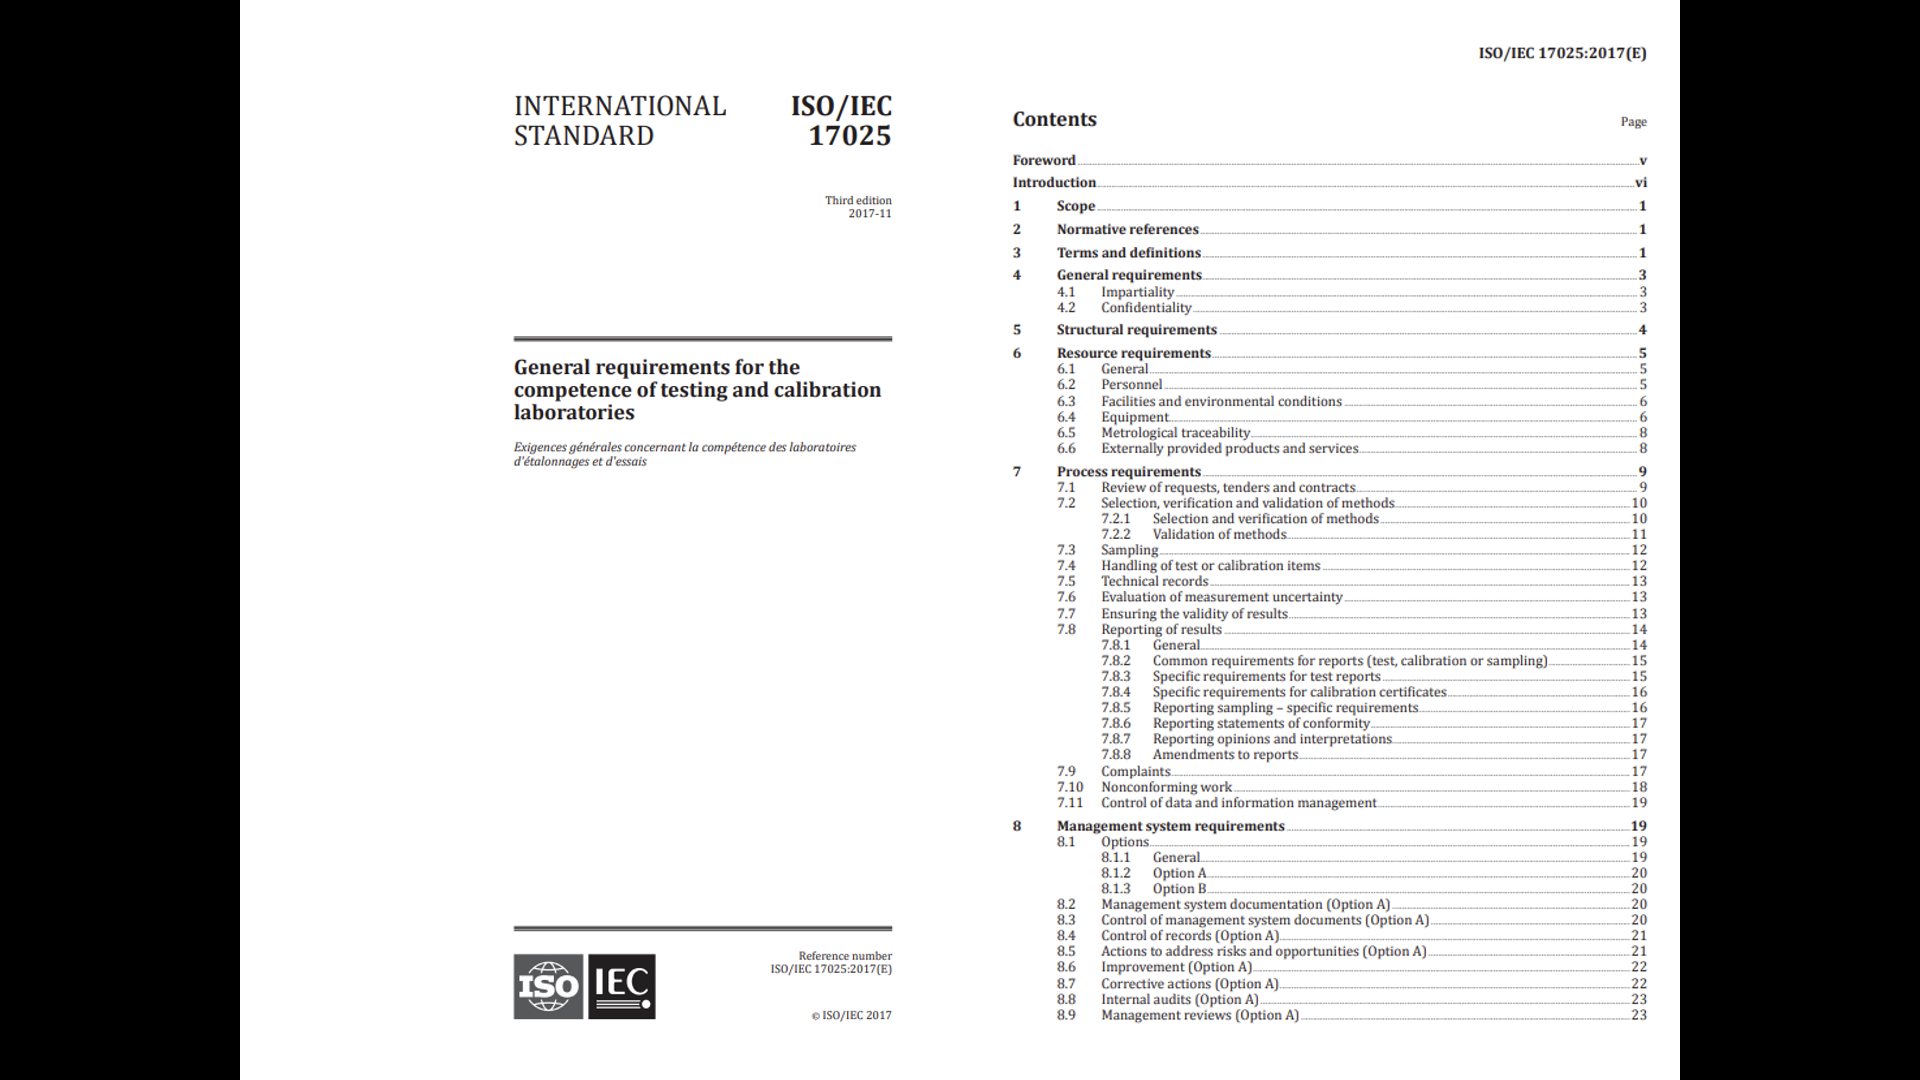 INTERNATIONAL
STANDARD
ISO/IEC
17025
Third edition
2017-11
General requirements for the
competence of testing and calibration
laboratories
Exigences générales concernant la compétence des laboratoires
d'étalonnages et d'essais
ISO
IEC
Reference number
ISO/IEC 17025:2017(E)
© ISO/IEC 2017
ISO/IEC 17025:2017(E)
Contents Page
Foreword v
Introduction vi
1 Scope 1
2 Normative references 1
3 Terms and definitions 1
4 General requirements 3
4.1 Impartiality 3
4.2 Confidentiality 3
5 Structural requirements 4
6 Resource requirements 5
6.1 General 5
6.2 Personnel 5
6.3 Facilities and environmental conditions 6
6.4 Equipment 6
6.5 Metrological traceability 8
6.6 Externally provided products and services 8
7 Process requirements 9
7.1 Review of requests, tenders and contracts 9
7.2 Selection, verification and validation of methods 10
7.2.1 Selection and verification of methods 10
7.2.2 Validation of methods 11
7.3 Sampling 12
7.4 Handling of test or calibration items 12
7.5 Technical records 13
7.6 Evaluation of measurement uncertainty 13
7.7 Ensuring the validity of results 13
7.8 Reporting of results 14
7.8.1 General 14
7.8.2 Common requirements for reports (test, calibration or sampling) 15
7.8.3 Specific requirements for test reports 15
7.8.4 Specific requirements for calibration certificates 16
7.8.5 Reporting sampling – specific requirements 16
7.8.6 Reporting statements of conformity 17
7.8.7 Reporting opinions and interpretations 17
7.8.8 Amendments to reports 17
7.9 Complaints 17
7.10 Nonconforming work 18
7.11 Control of data and information management 19
8 Management system requirements 19
8.1 Options 19
8.1.1 General 19
8.1.2 Option A 20
8.1.3 Option B 20
8.2 Management system documentation (Option A) 20
8.3 Control of management system documents (Option A) 20
8.4 Control of records (Option A) 21
8.5 Actions to address risks and opportunities (Option A) 21
8.6 Improvement (Option A) 22
8.7 Corrective actions (Option A) 22
8.8 Internal audits (Option A) 23
8.9 Management reviews (Option A) 23